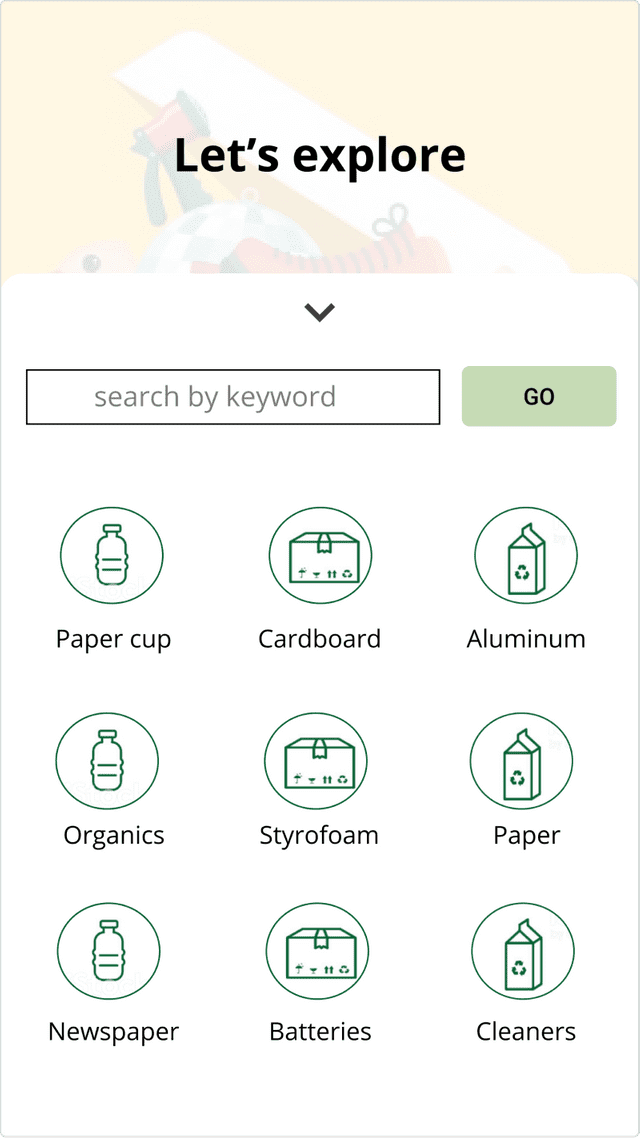 Let’s explore
search by keyword
GO
Paper cup
Cardboard
Aluminum
Organics
Styrofoam
Paper
Newspaper
Batteries
Cleaners